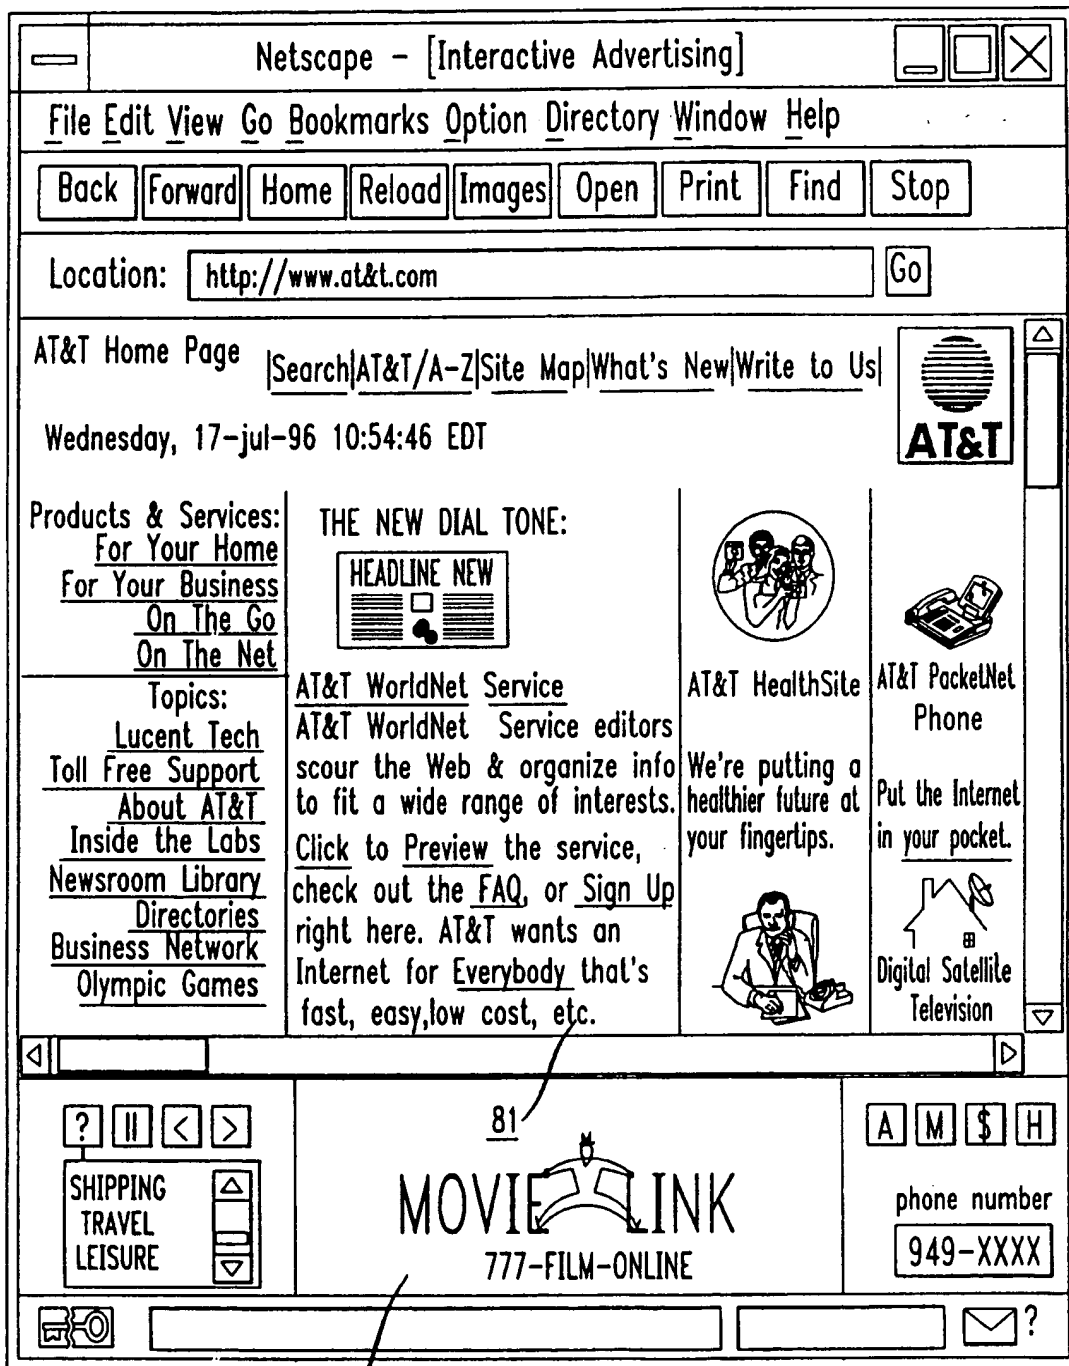 Netscape – [Interactive Advertising]
File Edit View Go Bookmarks Option Directory Window Help
Back Forward Home Reload Images Open Print Find Stop
Location: http://www.at&t.com Go
AT&T Home Page |Search|AT&T/A-Z|Site Map|What's New|Write to Us|
AT&T
Wednesday, 17-jul-96 10:54:46 EDT
Products & Services:
For Your Home
For Your Business
On The Go
On The Net
Topics:
Lucent Tech
Toll Free Support
About AT&T
Inside the Labs
Newsroom Library
Directories
Business Network
Olympic Games
THE NEW DIAL TONE:
HEADLINE NEW
AT&T WorldNet Service
AT&T WorldNet Service editors
scour the Web & organize info
to fit a wide range of interests.
Click to Preview the service,
check out the FAQ, or Sign Up
right here. AT&T wants an
Internet for Everybody that's
fast, easy,low cost, etc.
AT&T HealthSite
We're putting a
healthier future at
your fingertips.
AT&T PacketNet
Phone
Put the Internet
in your pocket.
Digital Satellite
Television
? || < >
SHIPPING
TRAVEL
LEISURE
81
MOVIE LINK
777-FILM-ONLINE
A M $ H
phone number
949-XXXX
?